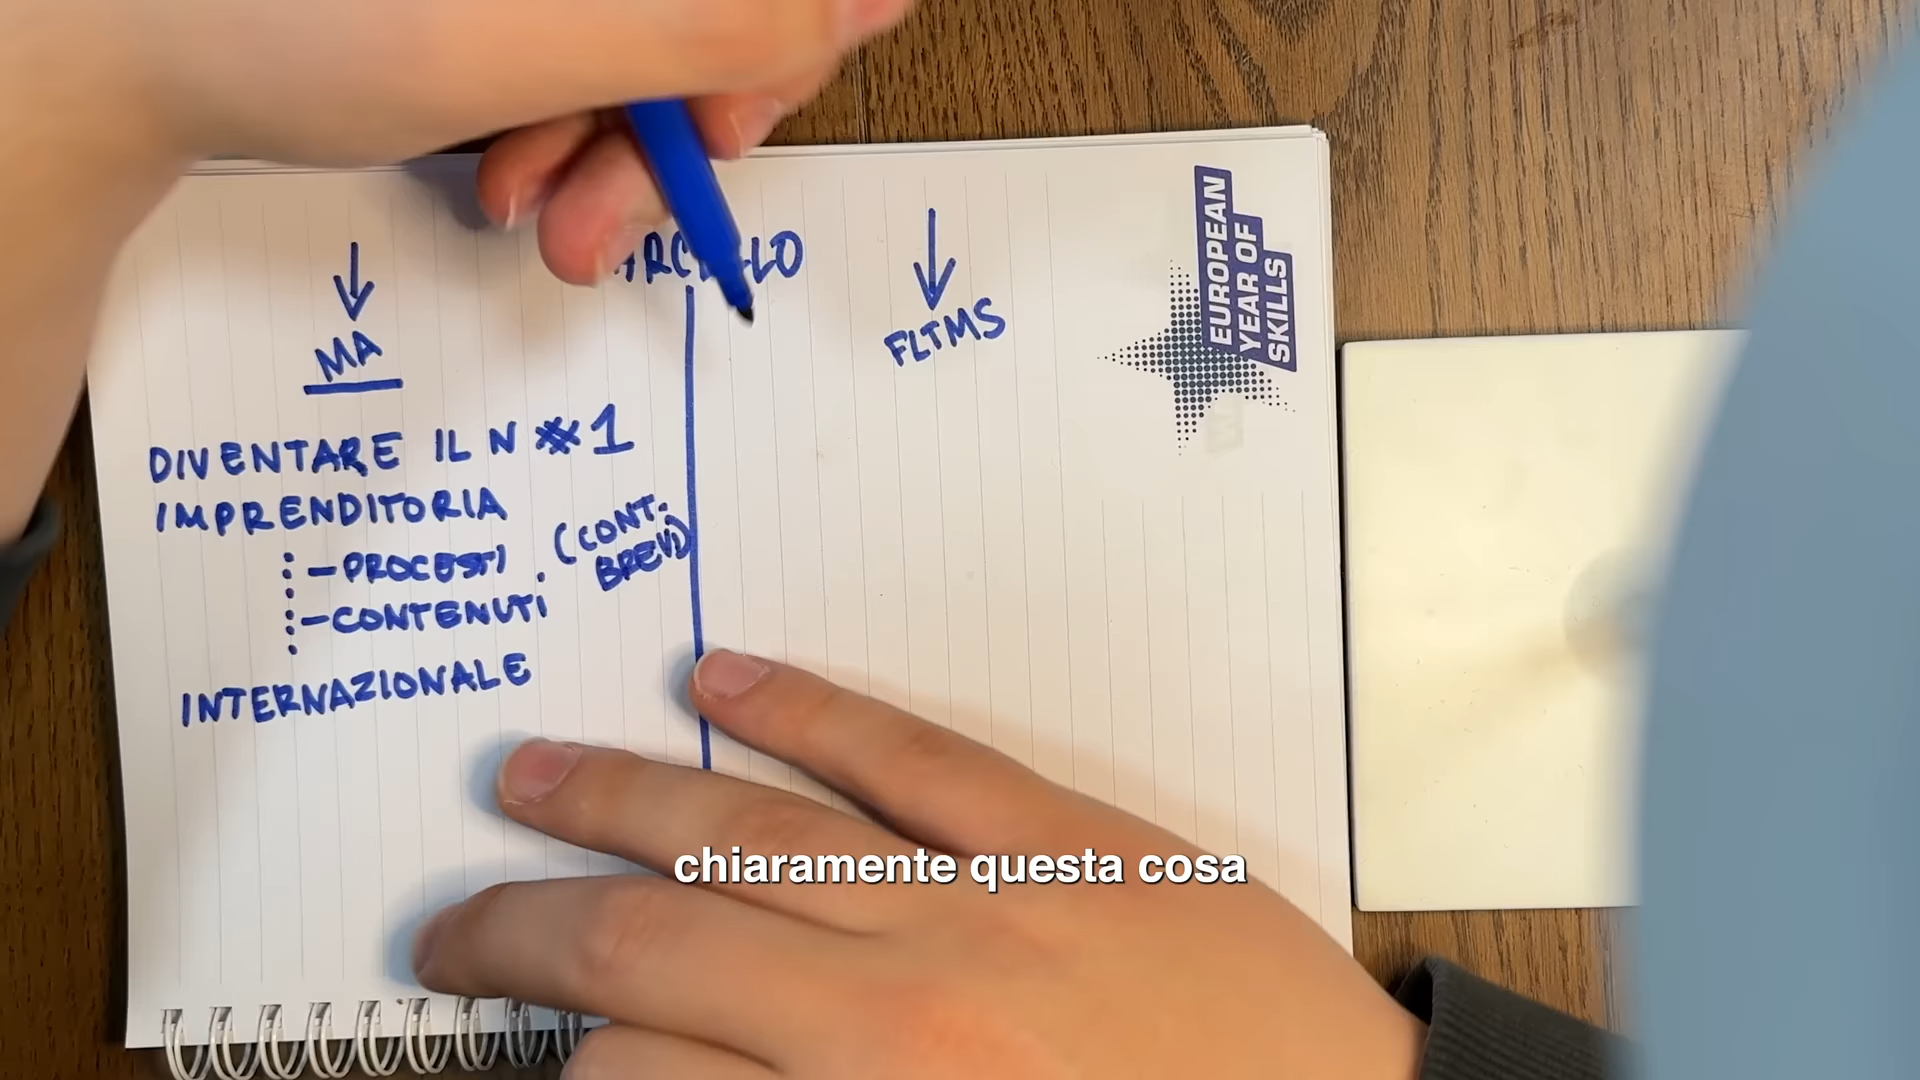 MA
DIVENTARE IL N #1
IMPRENDITORIA
- PROCESSI
- CONTENUTI
(CONT.
BREVI)
INTERNAZIONALE
FLTMS
EUROPEAN
YEAR OF
SKILLS
chiaramente questa cosa